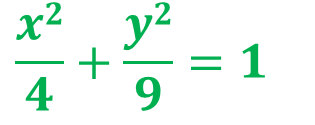 x²/4 + y²/9 = 1